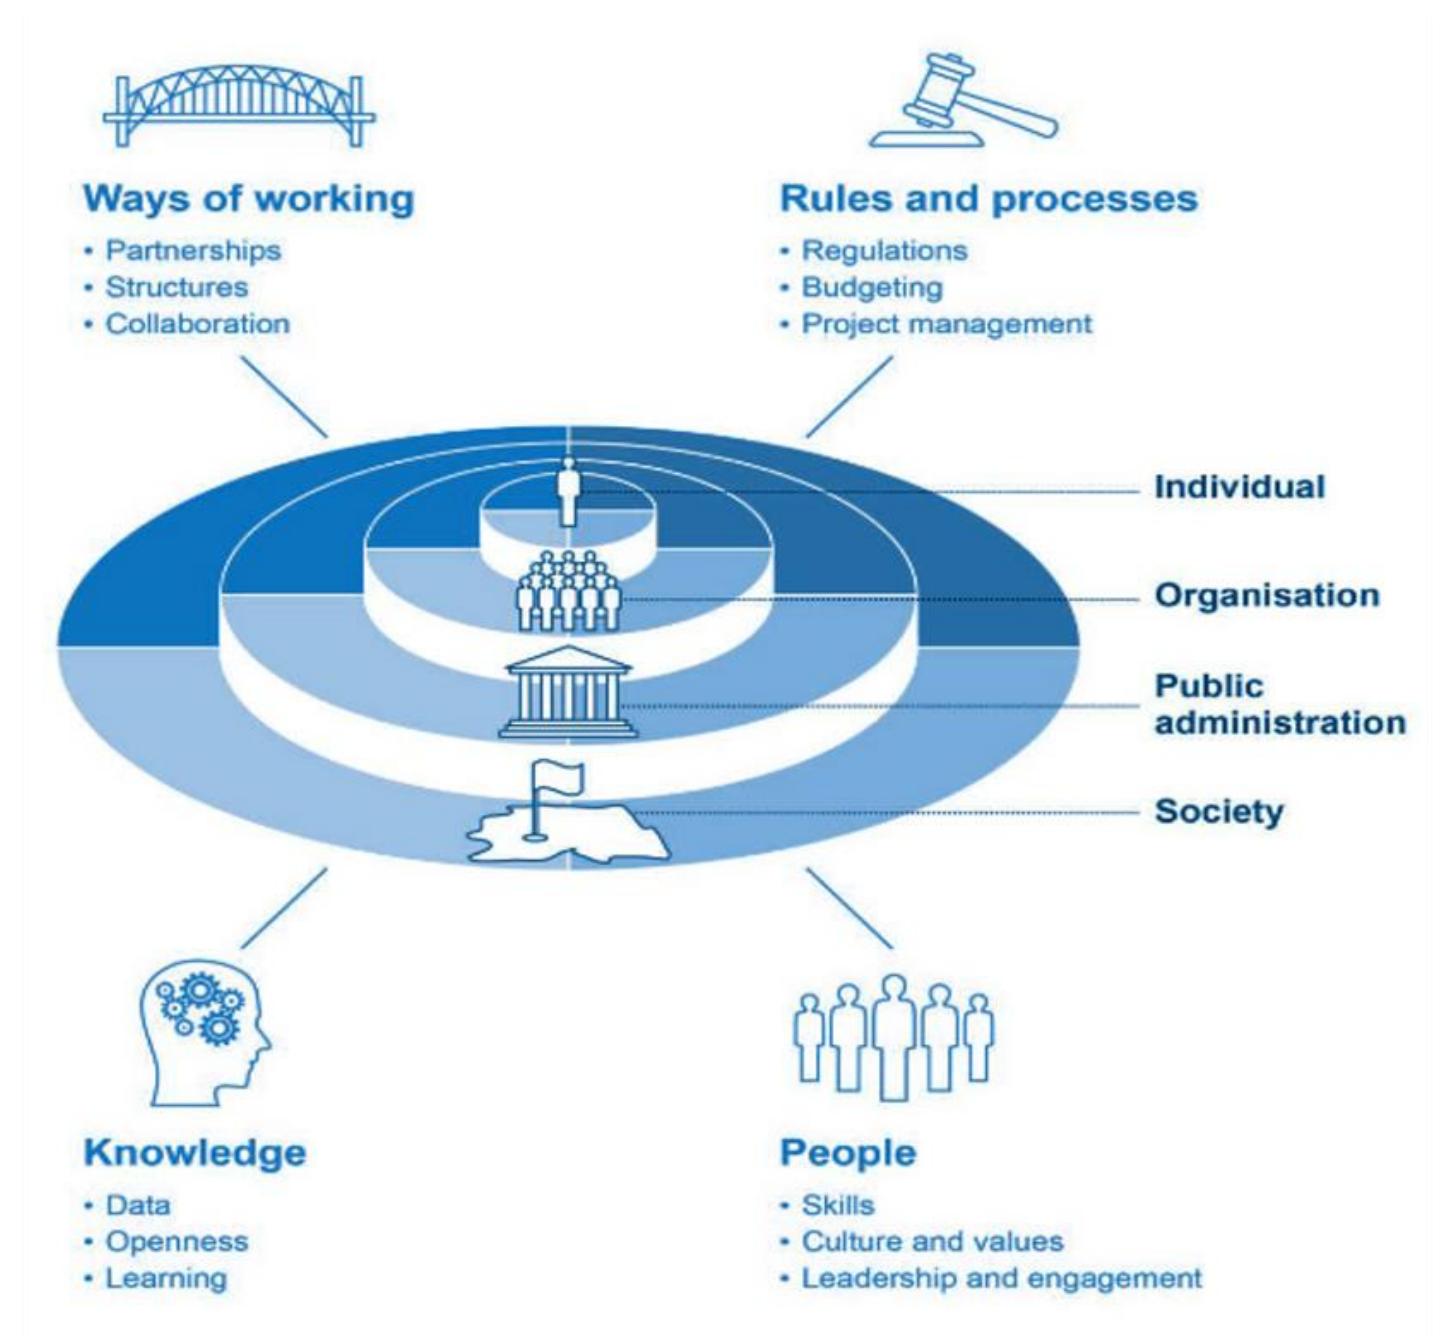 Ways of working
• Partnerships
• Structures
• Collaboration
Rules and processes
• Regulations
• Budgeting
• Project management
Individual
Organisation
Public
administration
Society
Knowledge
• Data
• Openness
• Learning
People
• Skills
• Culture and values
• Leadership and engagement